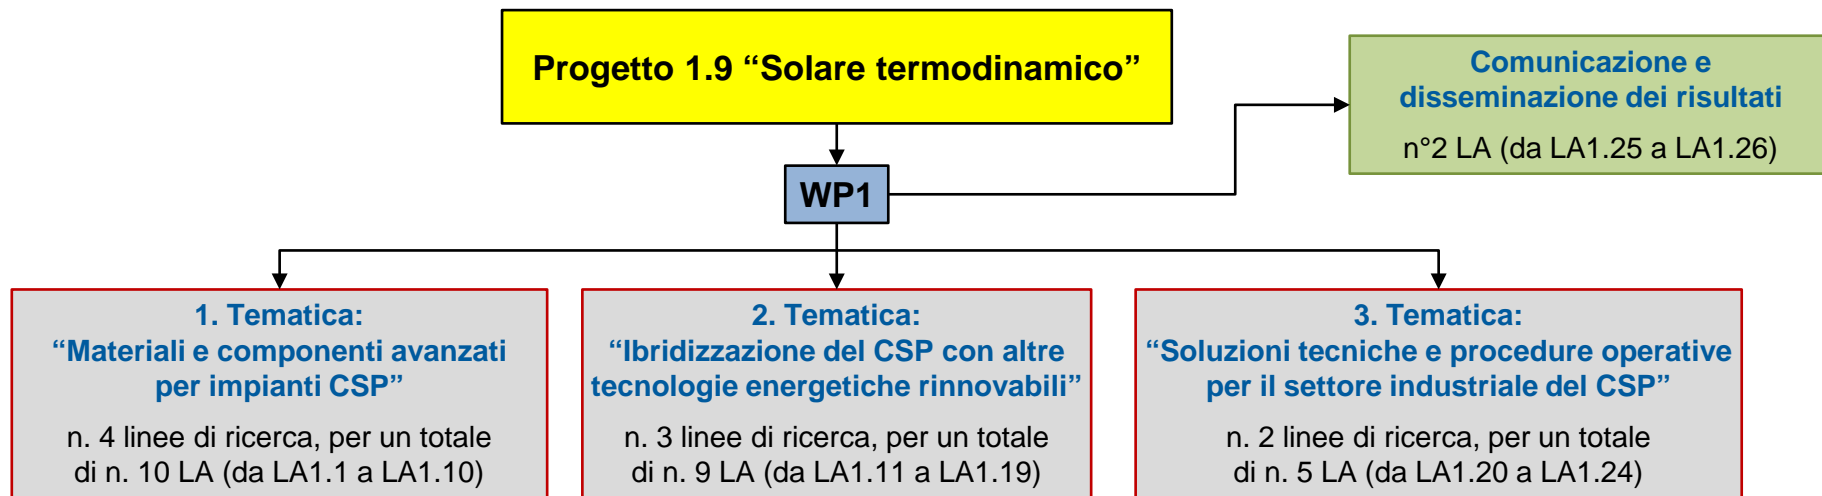 Progetto 1.9 “Solare termodinamico”
Comunicazione e
disseminazione dei risultati
n°2 LA (da LA1.25 a LA1.26)
WP1
1. Tematica:
“Materiali e componenti avanzati
per impianti CSP”
n. 4 linee di ricerca, per un totale
di n. 10 LA (da LA1.1 a LA1.10)
2. Tematica:
“Ibridizzazione del CSP con altre
tecnologie energetiche rinnovabili”
n. 3 linee di ricerca, per un totale
di n. 9 LA (da LA1.11 a LA1.19)
3. Tematica:
“Soluzioni tecniche e procedure operative
per il settore industriale del CSP”
n. 2 linee di ricerca, per un totale
di n. 5 LA (da LA1.20 a LA1.24)